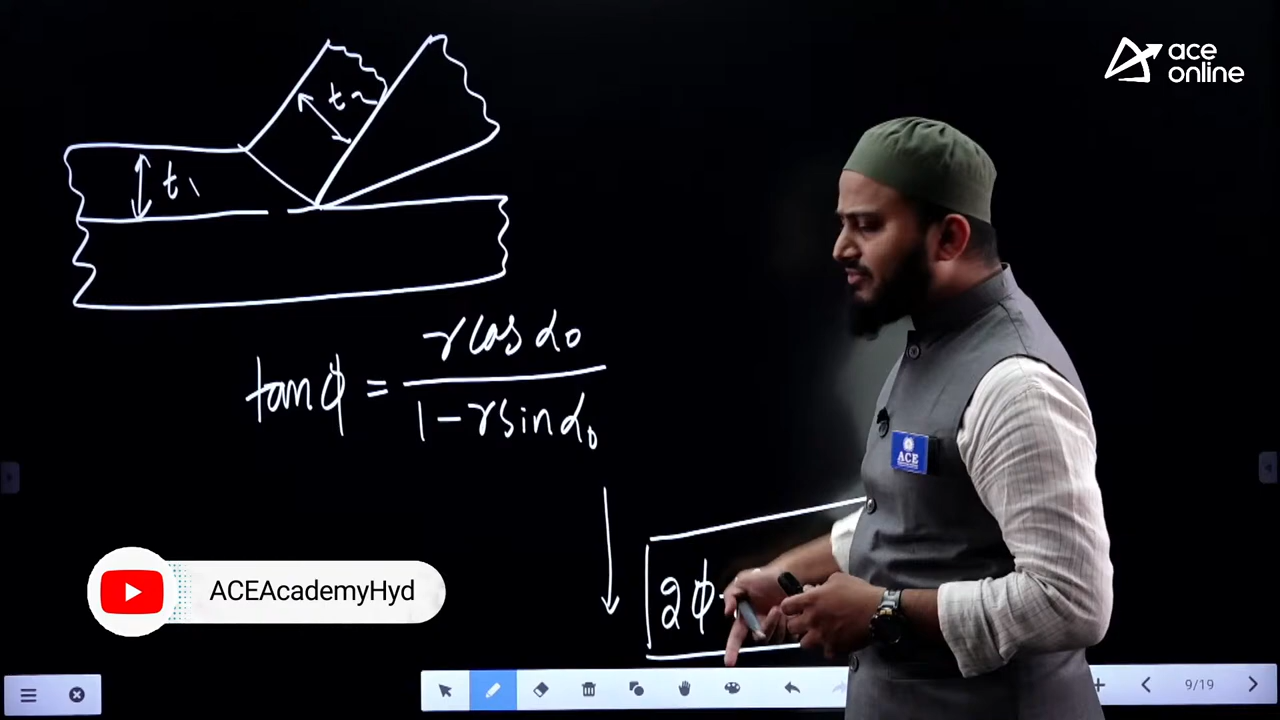 ace
online
t₂
t₁
tan ϕ = r cos α₀ / 1 - r sin α₀
ACE
2ϕ
ACEAcademyHyd
9/19